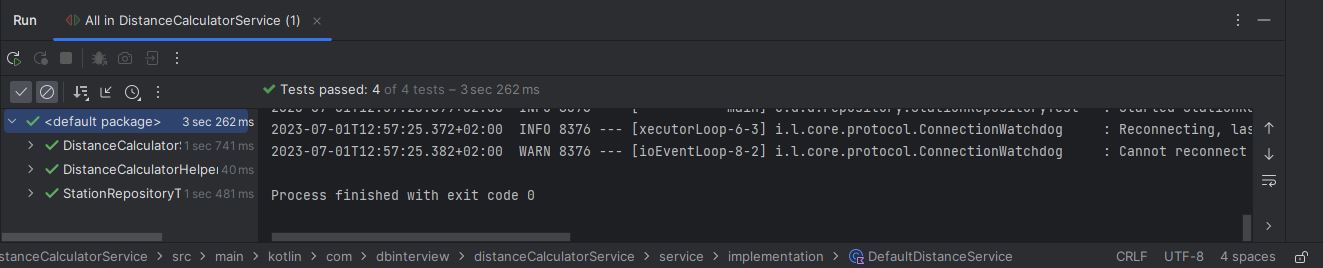 Run All in DistanceCalculatorService (1)
Tests passed: 4 of 4 tests – 3 sec 262 ms
<default package> 3 sec 262 ms
DistanceCalculator 1 sec 741 ms
DistanceCalculatorHelper 40 ms
StationRepositoryT 1 sec 481 ms
INFO 8376 --- [ main]
2023-07-01T12:57:25.372+02:00 INFO 8376 --- [xecutorLoop-6-3] i.l.core.protocol.ConnectionWatchdog : Reconnecting, las
2023-07-01T12:57:25.382+02:00 WARN 8376 --- [ioEventLoop-8-2] i.l.core.protocol.ConnectionWatchdog : Cannot reconnect
Process finished with exit code 0
stanceCalculatorService > src > main > kotlin > com > dbinterview > distanceCalculatorService > service > implementation > DefaultDistanceService CRLF UTF-8 4 spaces